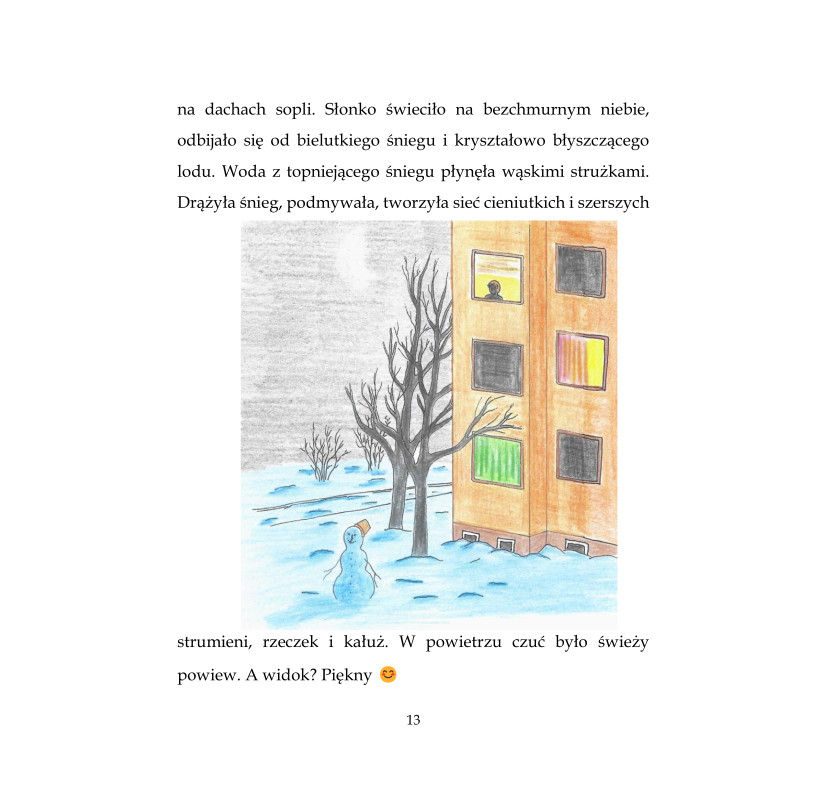 na dachach sopli. Słonko świeciło na bezchmurnym niebie,
odbijało się od bielutkiego śniegu i kryształowo błyszczącego
lodu. Woda z topniejącego śniegu płynęła wąskimi strużkami.
Drążyła śnieg, podmywała, tworzyła sieć cieniutkich i szerszych
strumieni, rzeczek i kałuż. W powietrzu czuć było świeży
powiew. A widok? Piękny 😊
13